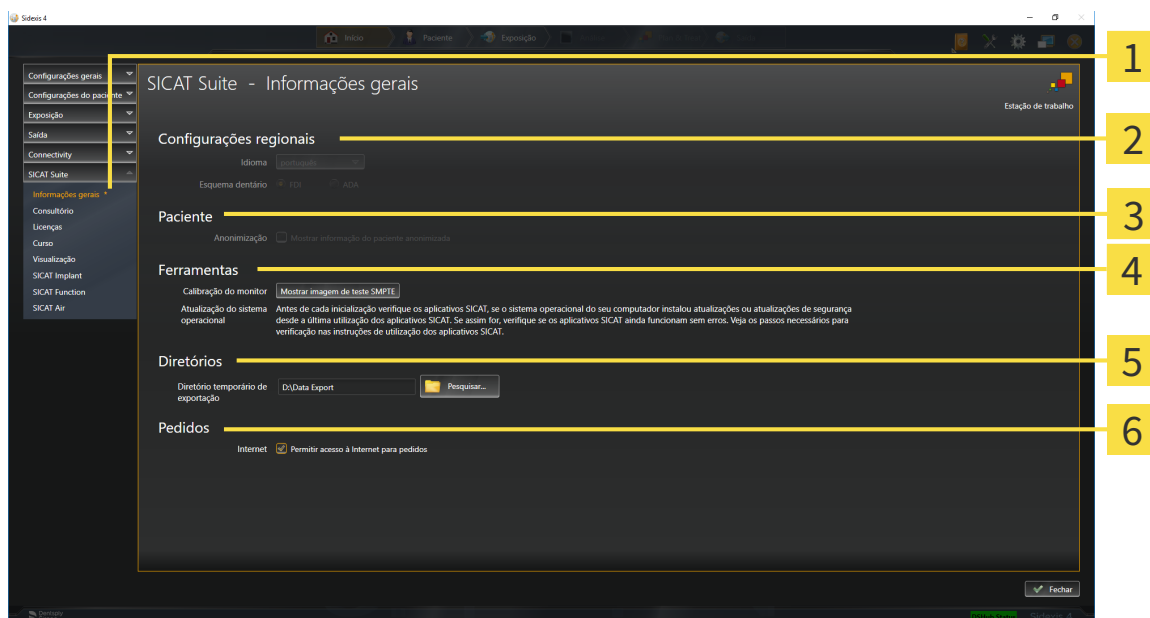 Sidexis 4
Início
Paciente
Exposição
1
Configurações gerais
Configurações do paciente
Exposição
Saída
Connectivity
SICAT Suite
Informações gerais *
Consultório
Licenças
Curso
Visualização
SICAT Implant
SICAT Function
SICAT Air
SICAT Suite - Informações gerais
Estação de trabalho
Configurações regionais
2
Idioma português
Esquema dentário FDI ADA
Paciente
3
Anonimização Mostrar informação do paciente anonimizada
Ferramentas
4
Calibração do monitor Mostrar imagem de teste SMPTE
Atualização do sistema operacional
Antes de cada inicialização verifique os aplicativos SICAT, se o sistema operacional do seu computador instalou atualizações ou atualizações de segurança
desde a última utilização dos aplicativos SICAT. Se assim for, verifique se os aplicativos SICAT ainda funcionam sem erros. Veja os passos necessários para
verificação nas instruções de utilização dos aplicativos SICAT.
Diretórios
5
Diretório temporário de
exportação
D:\Data Export
Pesquisar...
Pedidos
6
Internet Permitir acesso à Internet para pedidos
Fechar
Dentsply
Sidexis 4